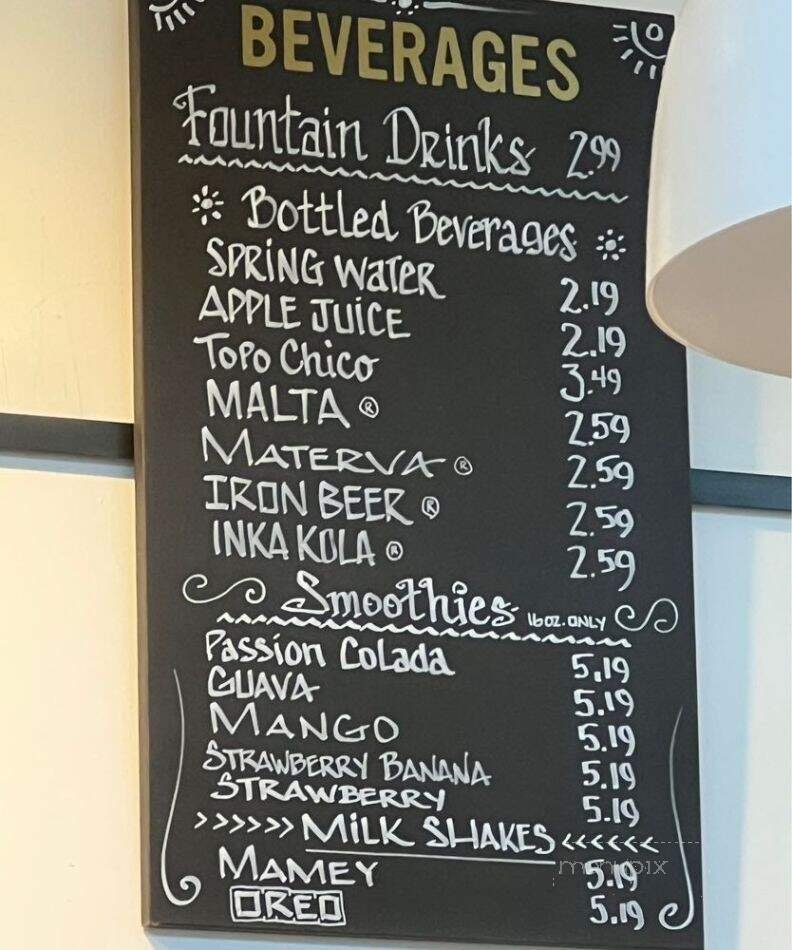 BEVERAGES
Fountain Drinks 2.99
Bottled Beverages
SPRING WATER 2.19
APPLE JUICE 2.19
TOPO CHICO 3.49
MALTA ® 2.59
MATERVA ® 2.59
IRON BEER ® 2.59
INKA KOLA ® 2.59
Smoothies 16 OZ. ONLY
Passion Colada 5.19
GUAVA 5.19
MANGO 5.19
STRAWBERRY BANANA 5.19
STRAWBERRY 5.19
>>>>>> MILK SHAKES <<<<<<
menupix
MAMEY 5.19
OREO 5.19